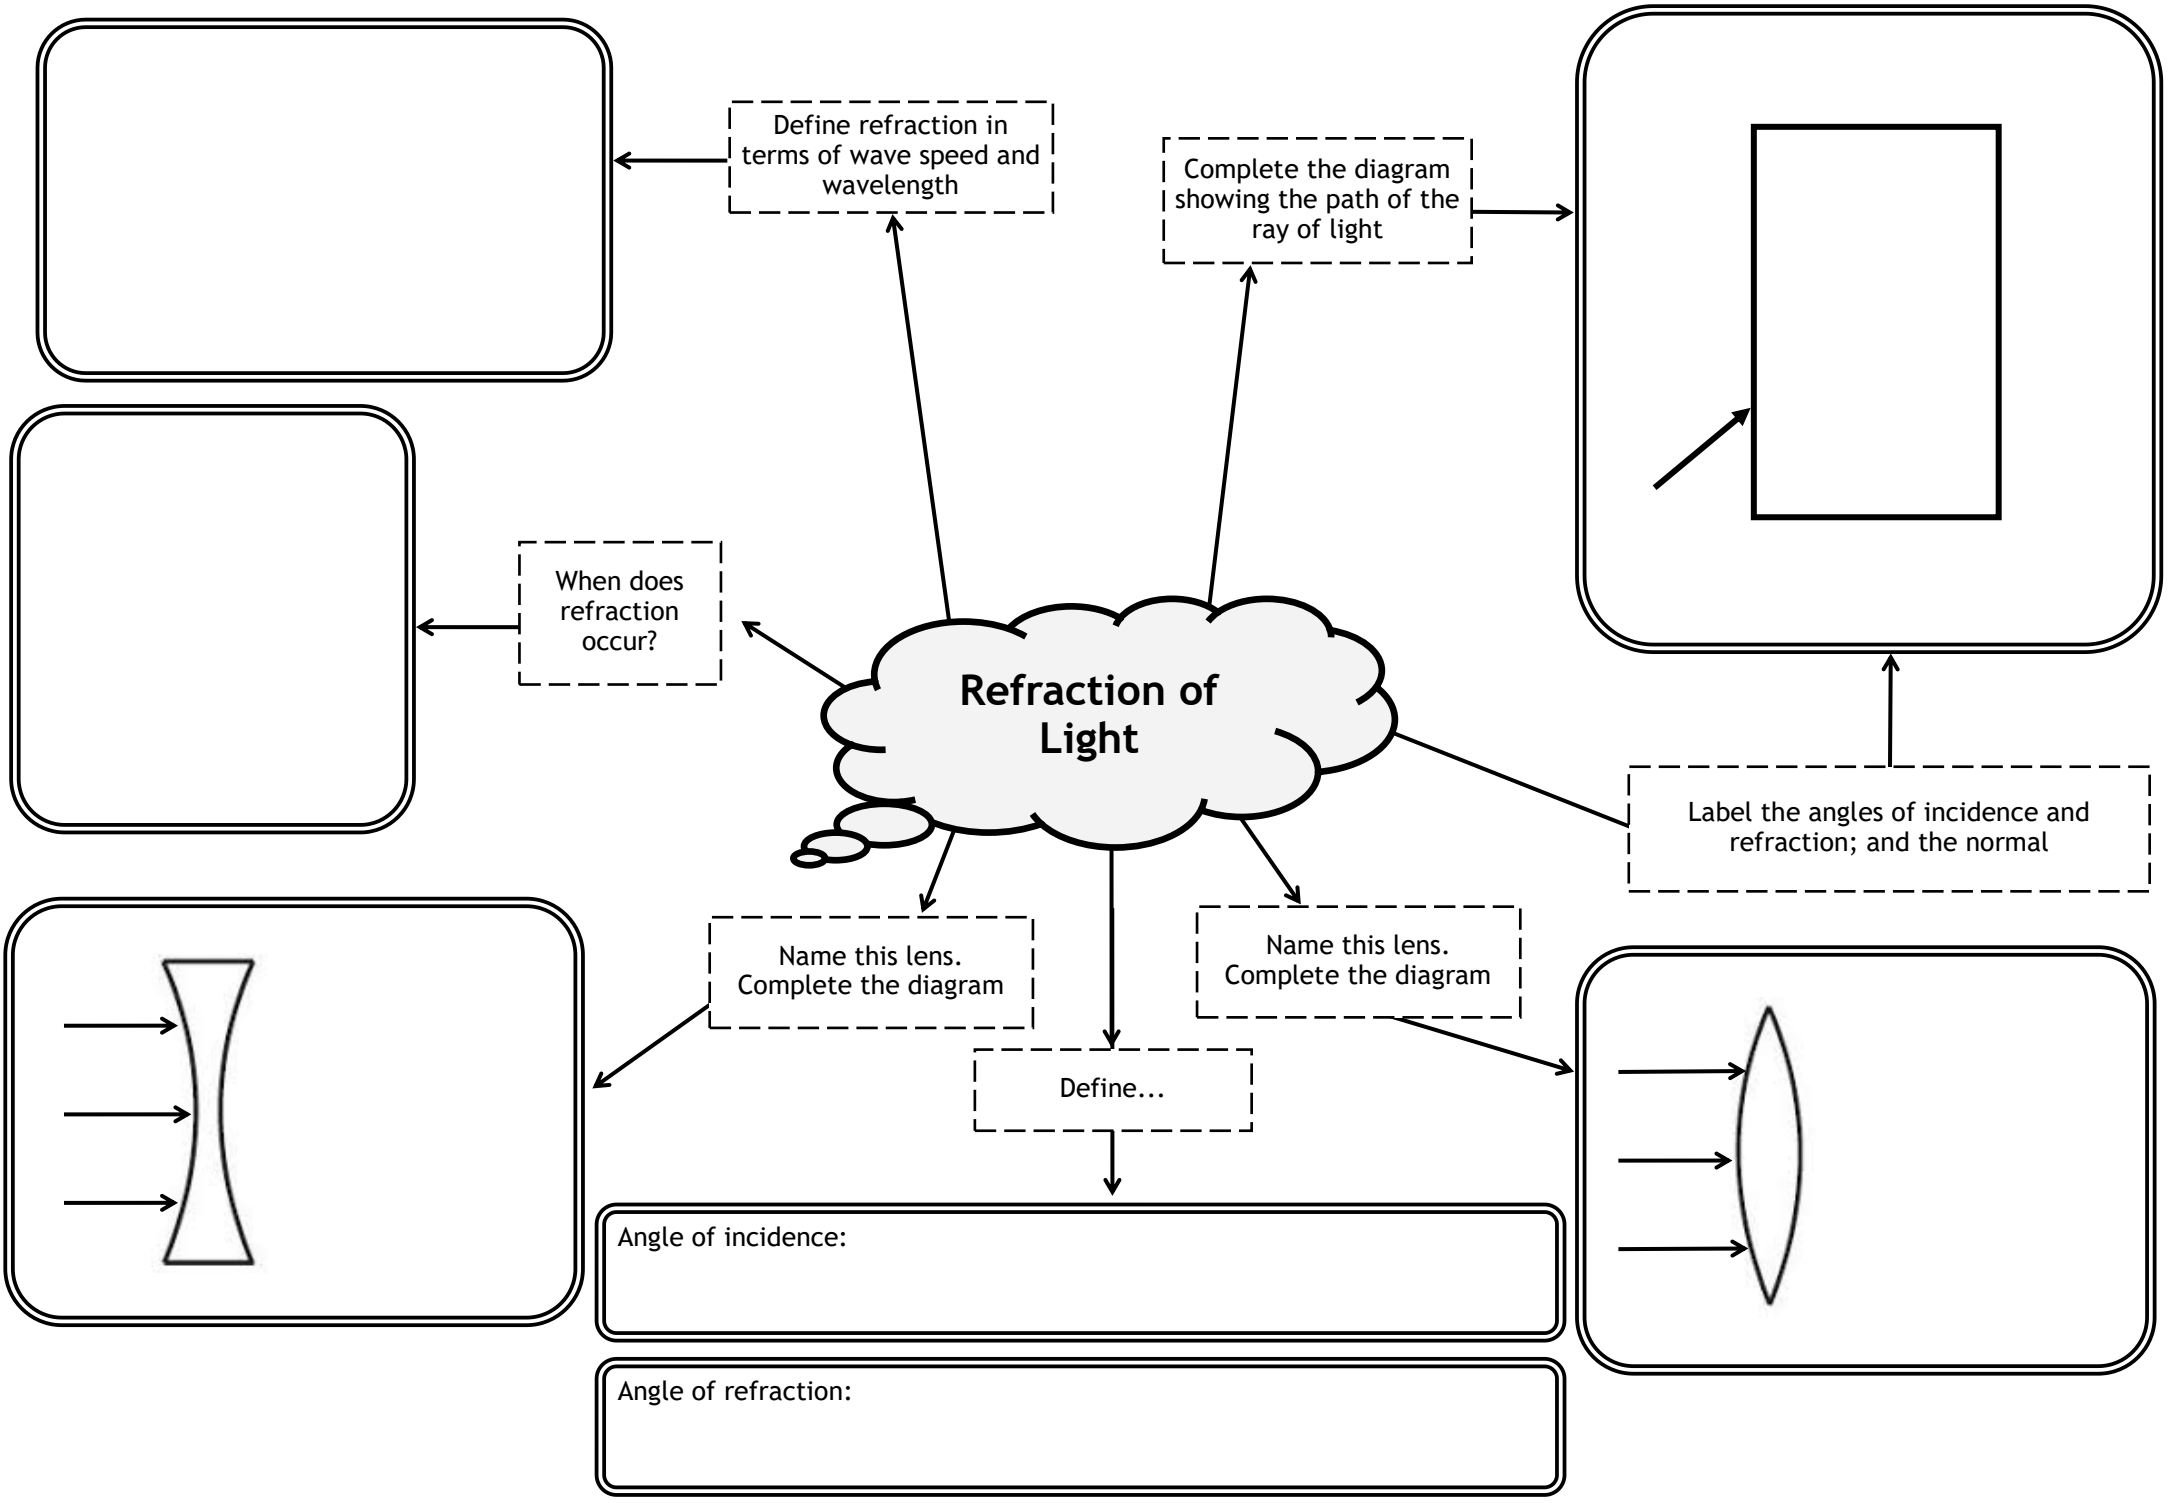 Define refraction in
terms of wave speed and
wavelength
Complete the diagram
showing the path of the
ray of light
When does
refraction
occur?
Refraction of
Light
Label the angles of incidence and
refraction; and the normal
Name this lens.
Complete the diagram
Name this lens.
Complete the diagram
Define...
Angle of incidence:
Angle of refraction: